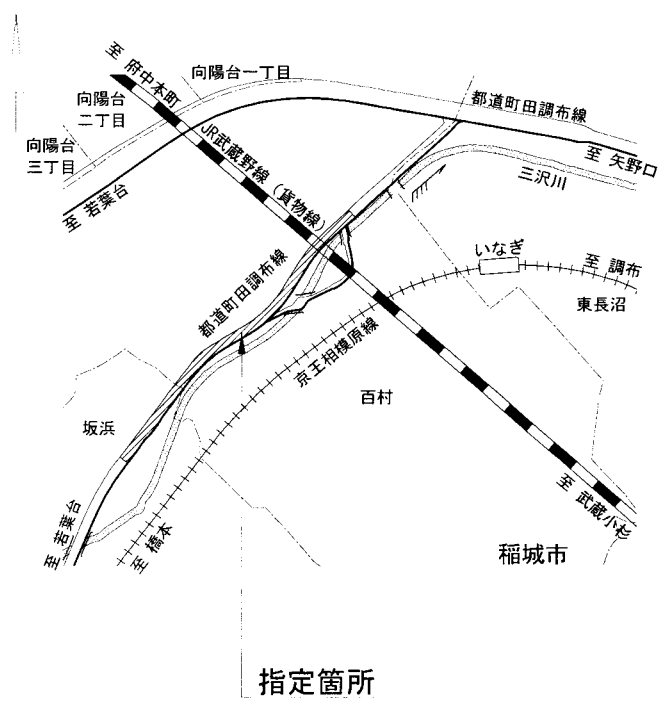 至 府中本町
向陽台一丁目
向陽台
二丁目
向陽台
三丁目
都道町田調布線
至 矢野口
三沢川
JR武蔵野線（貨物線）
至 若葉台
いなぎ
至 調布
東長沼
都道町田調布線
京王相模原線
百村
坂浜
至 若葉台
至 橋本
至 武蔵小杉
稲城市
指定箇所